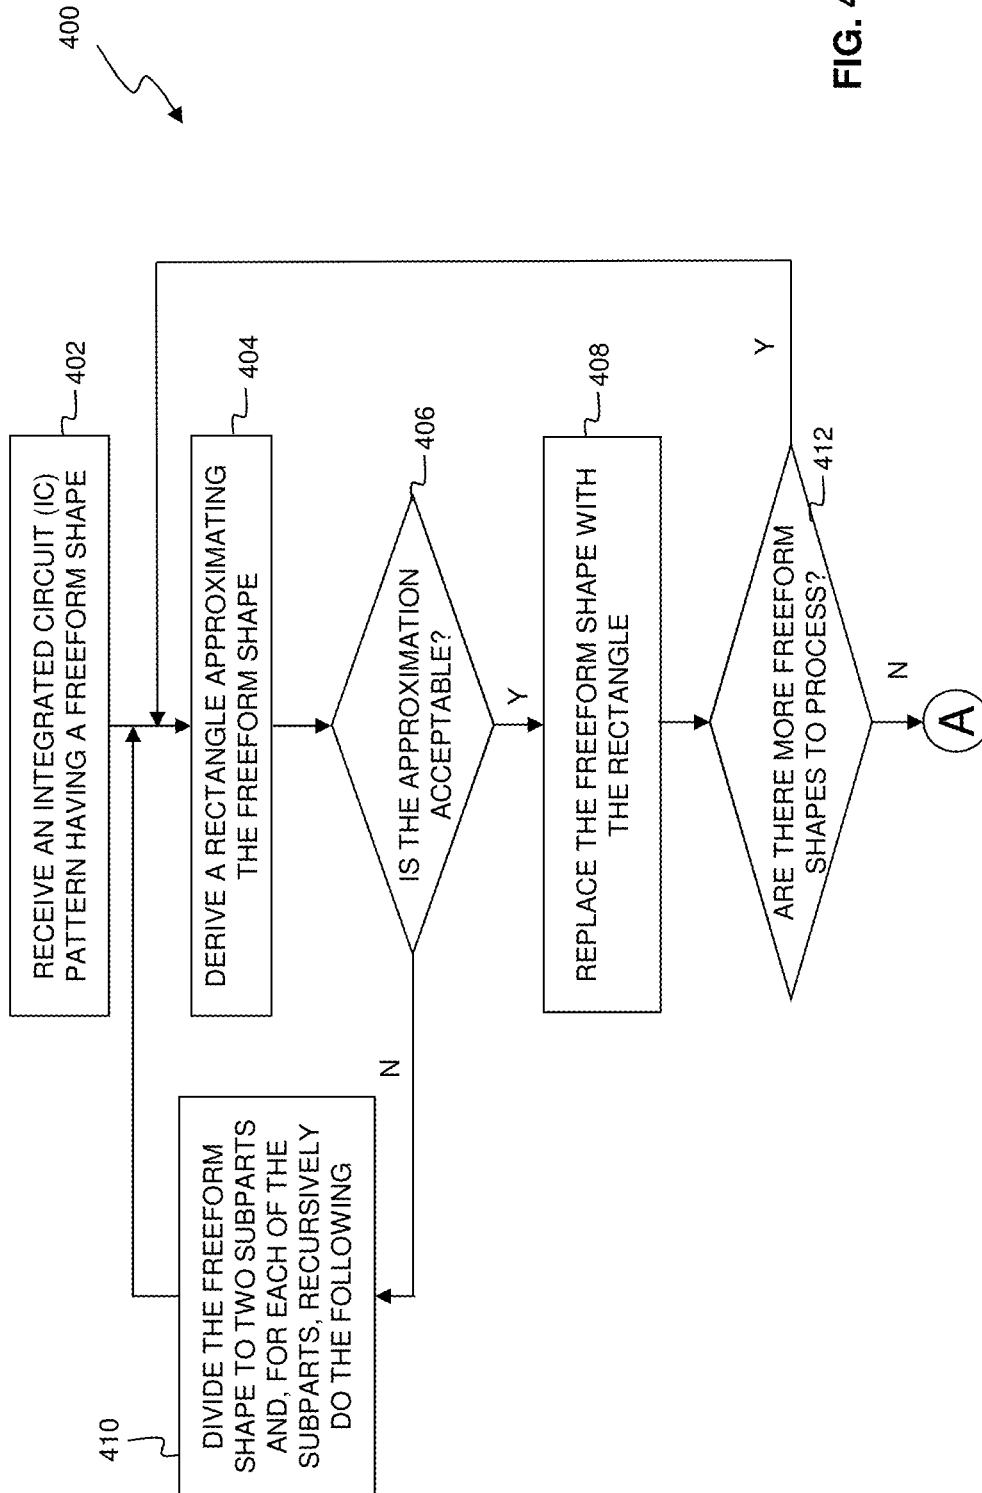 400
RECEIVE AN INTEGRATED CIRCUIT (IC)
PATTERN HAVING A FREEFORM SHAPE
402
DERIVE A RECTANGLE APPROXIMATING
THE FREEFORM SHAPE
404
IS THE APPROXIMATION
ACCEPTABLE?
406
N
Y
410
DIVIDE THE FREEFORM
SHAPE TO TWO SUBPARTS
AND, FOR EACH OF THE
SUBPARTS, RECURSIVELY
DO THE FOLLOWING
REPLACE THE FREEFORM SHAPE WITH
THE RECTANGLE
408
ARE THERE MORE FREEFORM
SHAPES TO PROCESS?
412
Y
N
A
FIG.